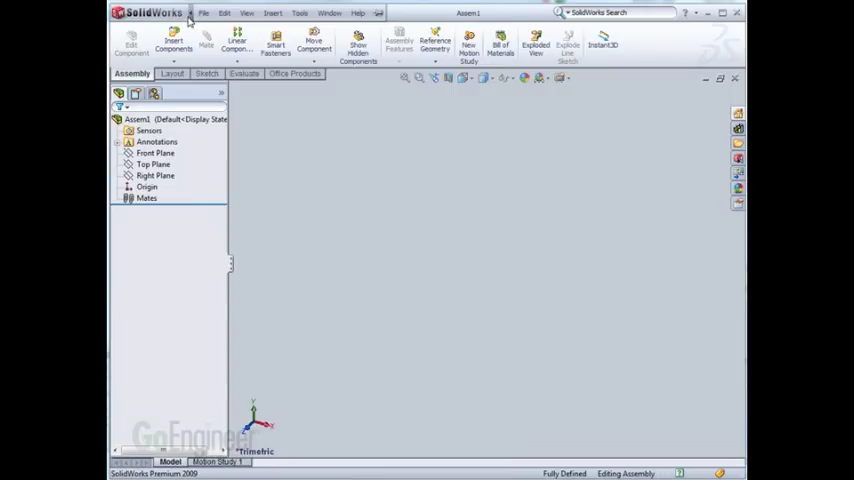 SolidWorks File Edit View Insert Tools Window Help Assem1 SolidWorks Search ?
Edit Component Insert Components Mate Linear Compon... Smart Fasteners Move Component Show Hidden Components Assembly Features Reference Geometry New Motion Study Bill of Materials Exploded View Explode Line Sketch Instant3D
Assembly Layout Sketch Evaluate Office Products
Assem1 (Default<Display State
Sensors
A Annotations
Front Plane
Top Plane
Right Plane
Origin
Mates
Y
X
Z
GoEngineer
*Trimetric
Model Motion Study 1
SolidWorks Premium 2009 Fully Defined Editing Assembly ?